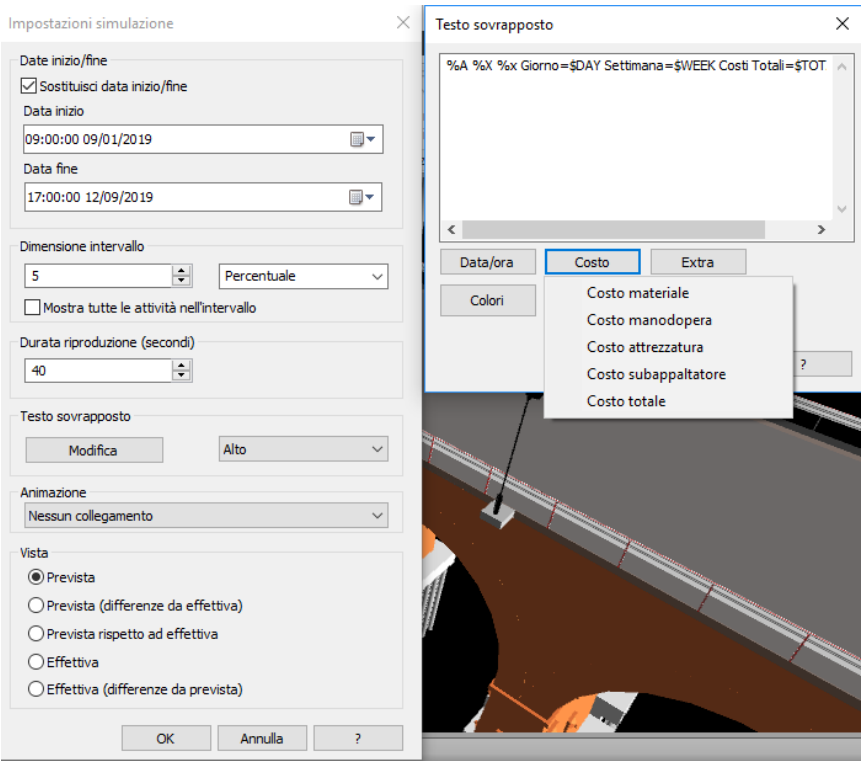 Impostazioni simulazione
Date inizio/fine
Sostituisci data inizio/fine
Data inizio
09:00:00 09/01/2019
Data fine
17:00:00 12/09/2019
Dimensione intervallo
5
Percentuale
Mostra tutte le attività nell'intervallo
Durata riproduzione (secondi)
40
Testo sovrapposto
Modifica
Alto
Animazione
Nessun collegamento
Vista
Prevista
Prevista (differenze da effettiva)
Prevista rispetto ad effettiva
Effettiva
Effettiva (differenze da prevista)
OK Annulla ?
Testo sovrapposto
%A %X %x Giorno=$DAY Settimana=$WEEK Costi Totali=$TOT
Data/ora Costo Extra
Colori
Costo materiale
Costo manodopera
Costo attrezzatura
Costo subappaltatore
Costo totale
?